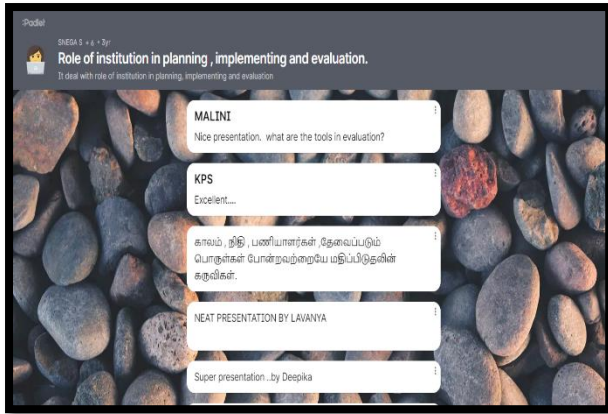 :Padlet
SNEGA S + 6 • 3yr
Role of institution in planning , implementing and evaluation.
It deal with role of institution in planning, implementing and evaluation
MALINI
Nice presentation. what are the tools in evaluation?
KPS
Excellent....
காலம் , நிதி , பணியாளர்கள் ,தேவைப்படும்
பொருள்கள் போன்றவற்றையே மதிப்பிடுதலின்
கருவிகள்.
NEAT PRESENTATION BY LAVANYA
Super presentation ..by Deepika